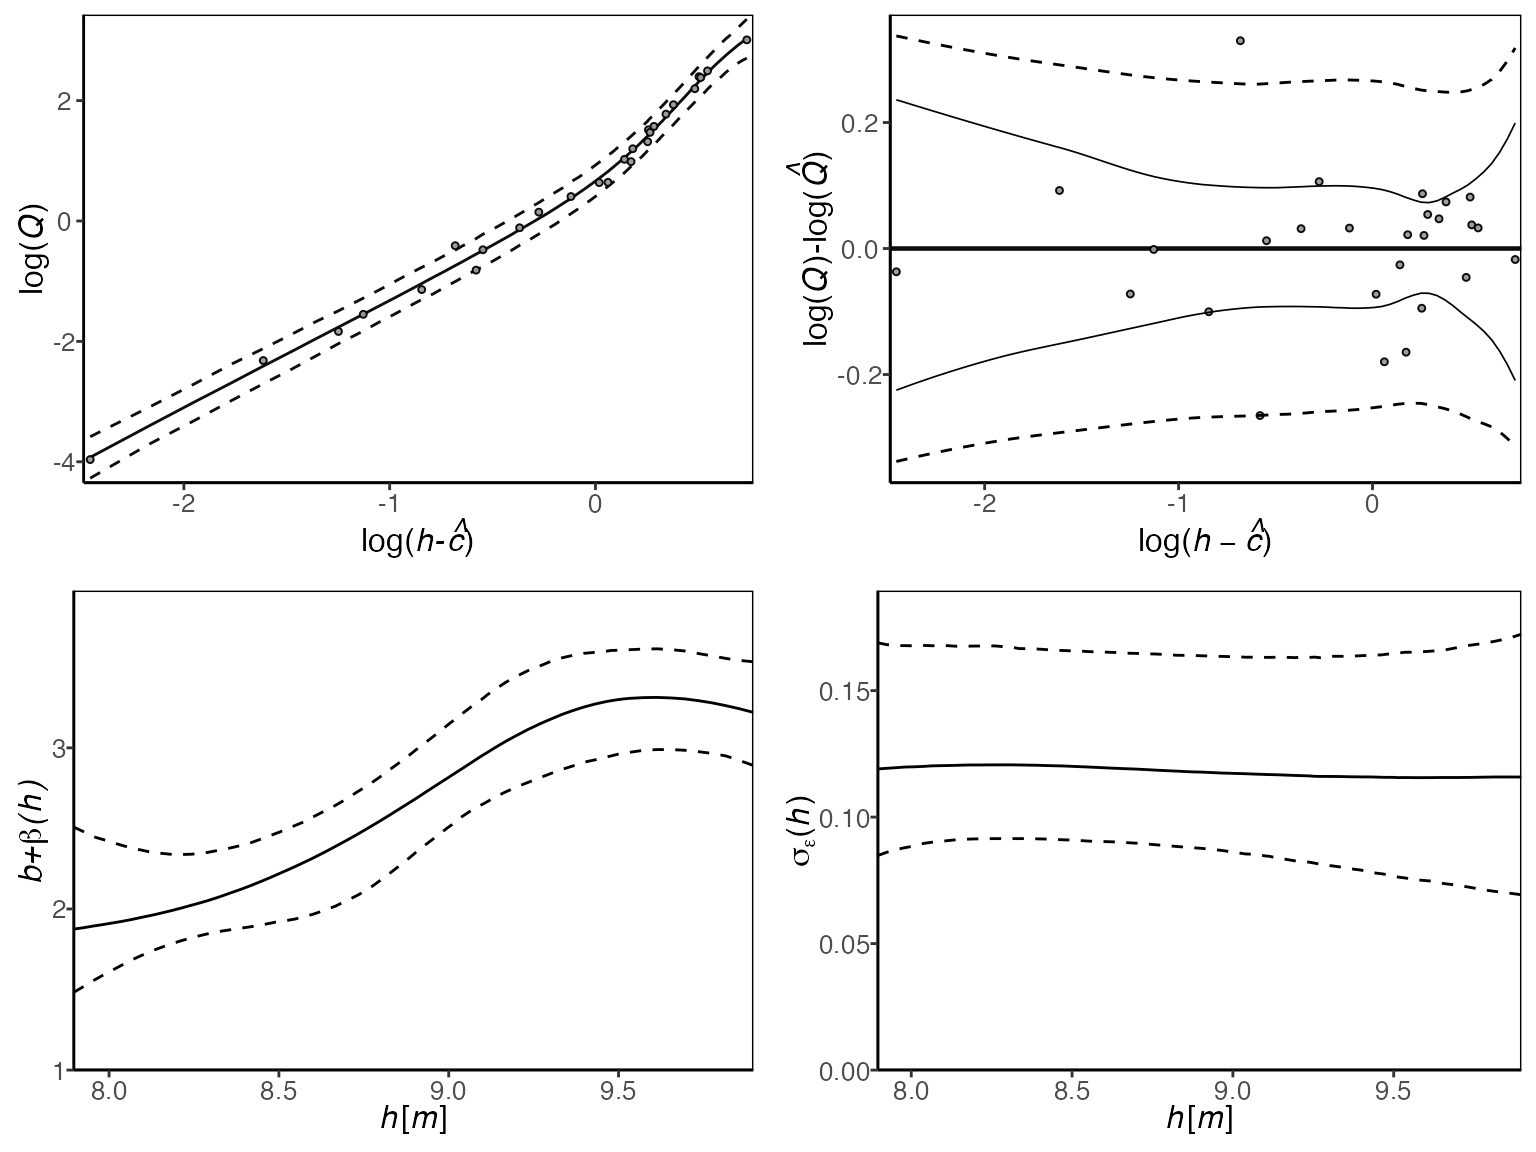 log(Q)
2
0
-2
-4
-2 -1 0
log(h-ĉ)
log(Q)-log(Q̂)
0.2
0.0
-0.2
-2 -1 0
log(h – ĉ)
b+β(h)
3
2
1
8.0 8.5 9.0 9.5
h[m]
σε(h)
0.15
0.10
0.05
0.00
8.0 8.5 9.0 9.5
h[m]